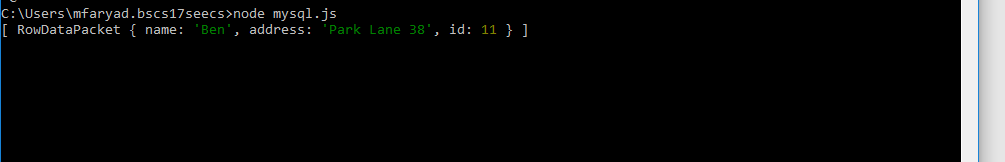 C:\Users\mfaryad.bscs17seecs>node mysql.js
[ RowDataPacket { name: 'Ben', address: 'Park Lane 38', id: 11 } ]